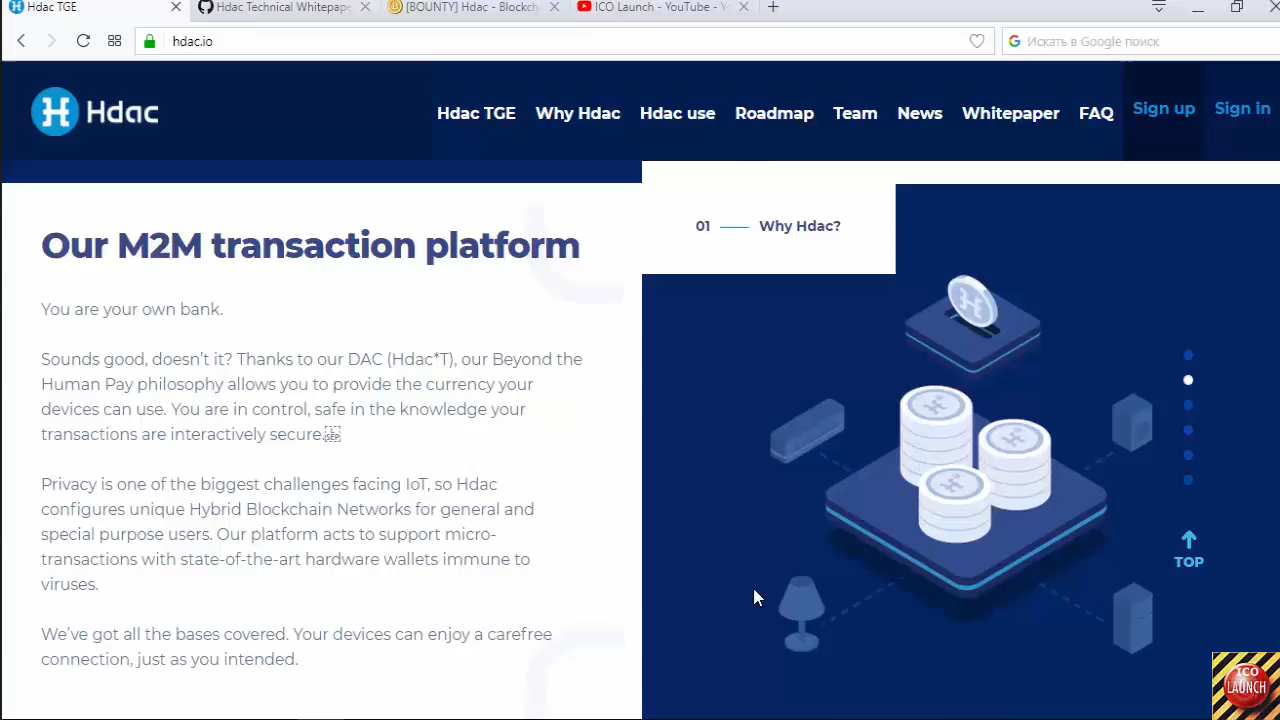 Hdac TGE
Hdac Technical Whitepape
[BOUNTY] Hdac - Blockch
ICO Launch - YouTube - Y
hdac.io
Искать в Google поиск
Hdac
Hdac TGE Why Hdac Hdac use Roadmap Team News Whitepaper FAQ Sign up Sign in
Our M2M transaction platform
01 Why Hdac?
You are your own bank.
Sounds good, doesn't it? Thanks to our DAC (Hdac*T), our Beyond the
Human Pay philosophy allows you to provide the currency your
devices can use. You are in control, safe in the knowledge your
transactions are interactively secure.
Privacy is one of the biggest challenges facing IoT, so Hdac
configures unique Hybrid Blockchain Networks for general and
special purpose users. Our platform acts to support micro-
transactions with state-of-the-art hardware wallets immune to
viruses.
We've got all the bases covered. Your devices can enjoy a carefree
connection, just as you intended.
TOP
ICO
LAUNCH